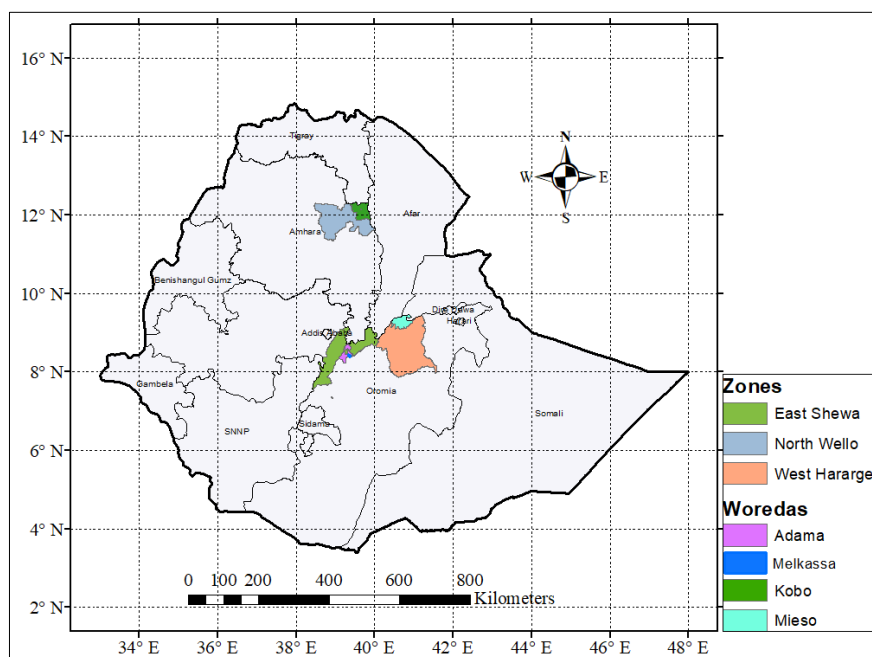 16° N
14° N
12° N
10° N
8° N
6° N
4° N
2° N
34° E
36° E
38° E
40° E
42° E
44° E
46° E
48° E
N
W
E
S
Tigray
Afar
Amhara
Benishangul Gumz
Dire Dawa
Harari
Addis Ababa
Gambela
Oromia
Somali
SNNP
Sidama
0 100 200 400 600 800
Kilometers
Zones
East Shewa
North Wello
West Hararge
Woredas
Adama
Melkassa
Kobo
Mieso